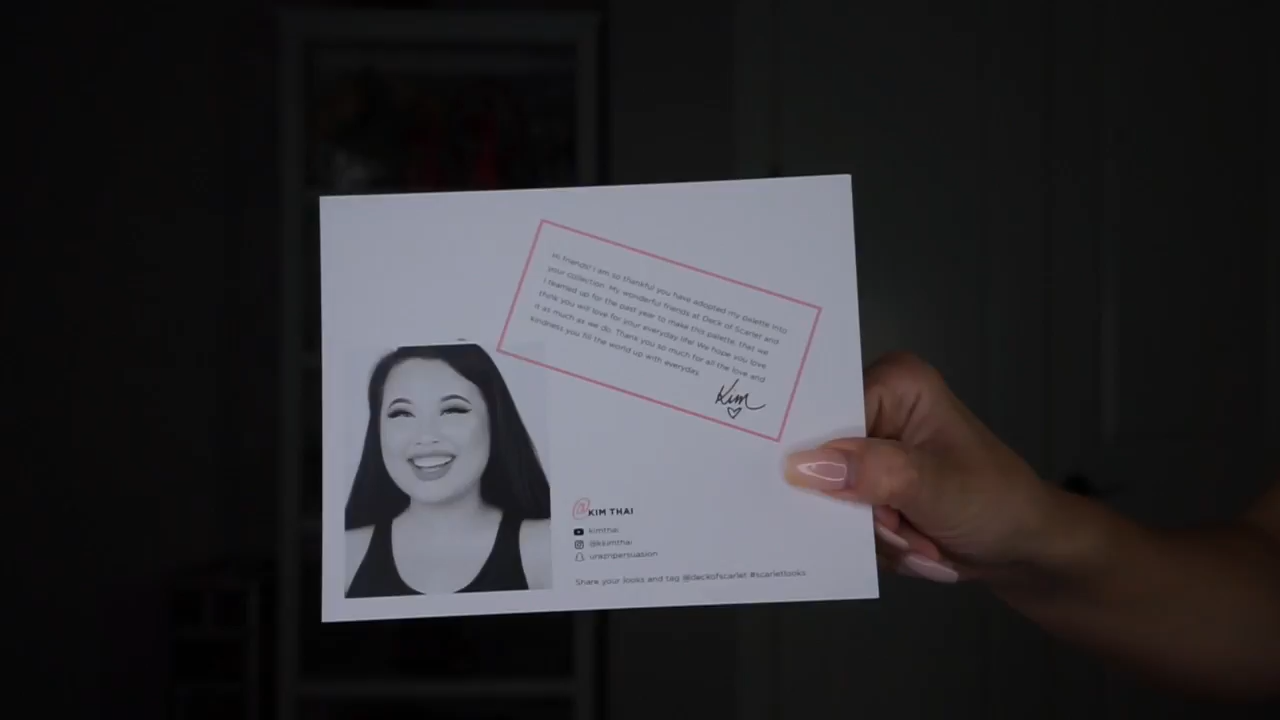 Hi friends! I am so thankful you have adopted my palette into
your collection. My wonderful friends at Deck of Scarlet and
I teamed up for the past year to make this palette, that we
think you will love for your everyday life! We hope you love
it as much as we do. Thank you so much for all the love and
kindness you fill the world up with everyday.
Kim
@KIM THAI
kimthai
@kkimthai
Share your looks and tag @deckofscarlet #scarletlooks